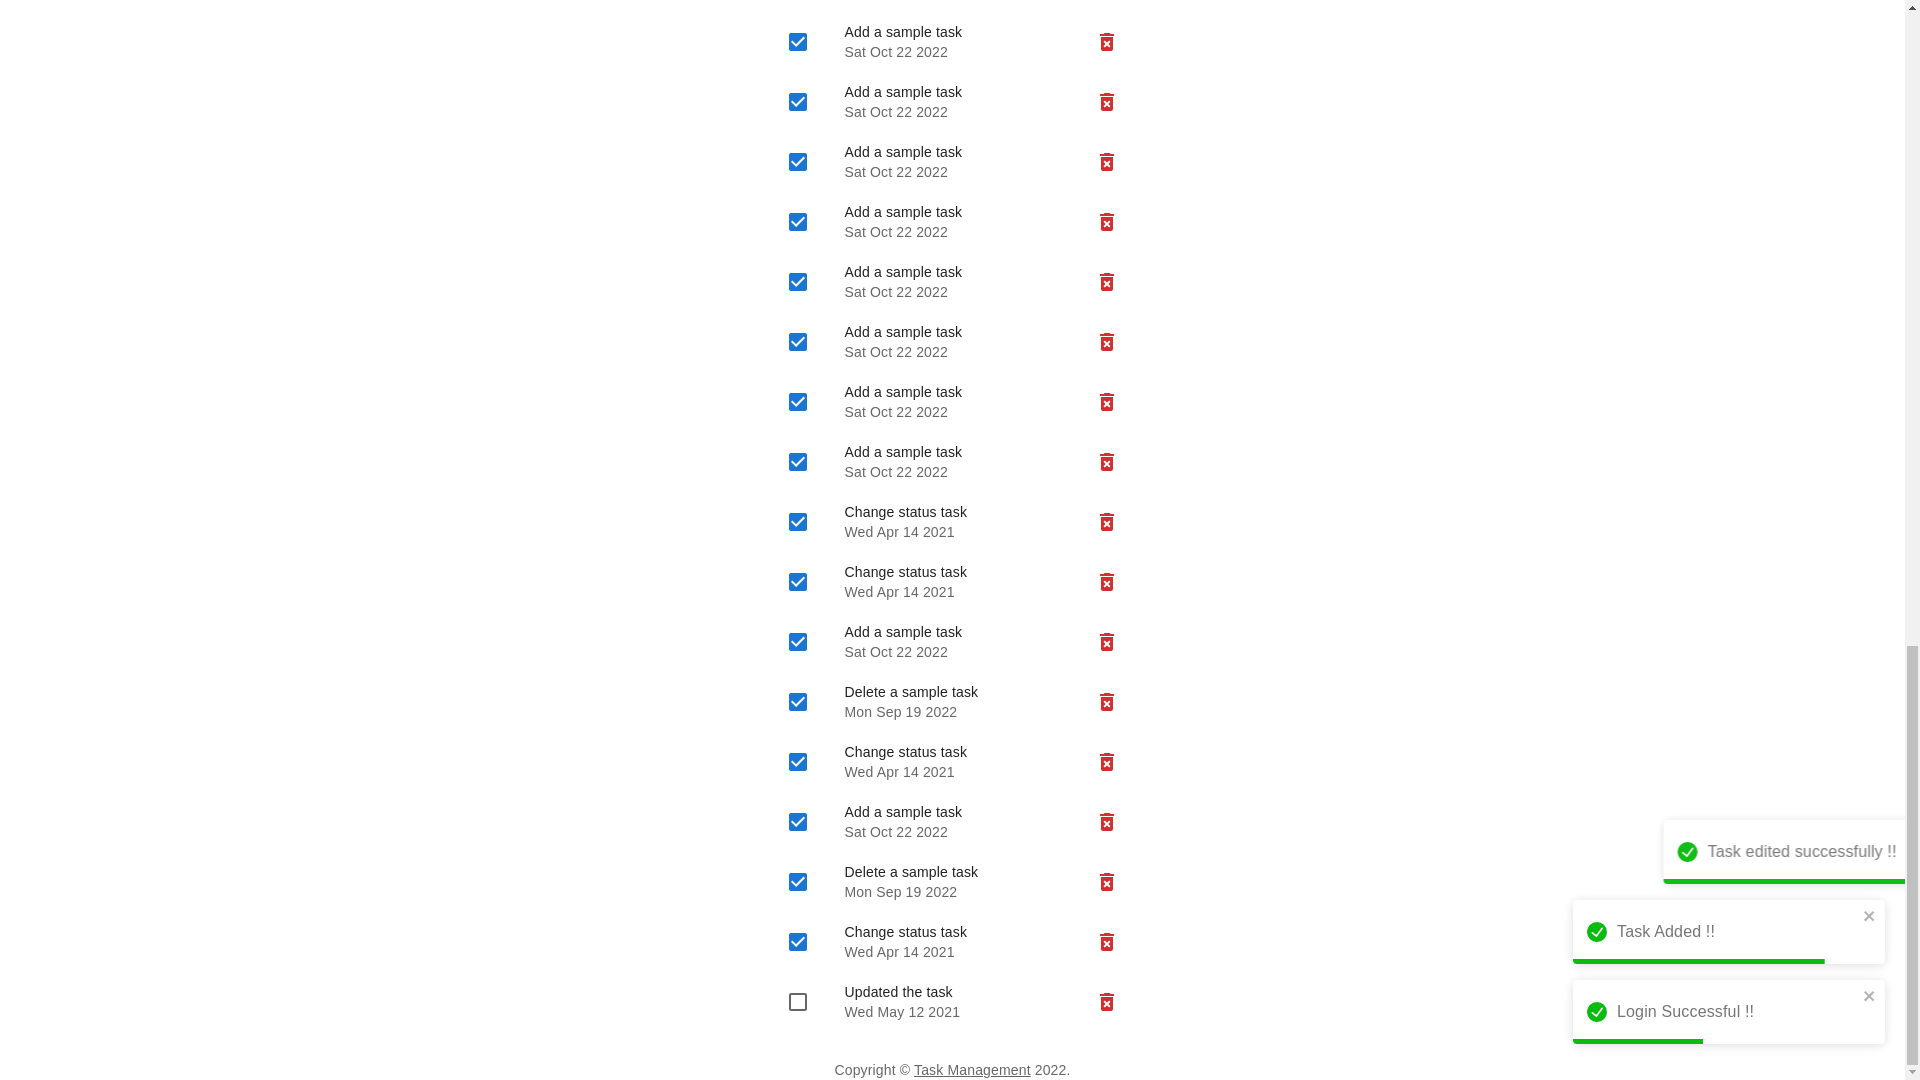 Add a sample task
Sat Oct 22 2022
Add a sample task
Sat Oct 22 2022
Add a sample task
Sat Oct 22 2022
Add a sample task
Sat Oct 22 2022
Add a sample task
Sat Oct 22 2022
Add a sample task
Sat Oct 22 2022
Add a sample task
Sat Oct 22 2022
Add a sample task
Sat Oct 22 2022
Change status task
Wed Apr 14 2021
Change status task
Wed Apr 14 2021
Add a sample task
Sat Oct 22 2022
Delete a sample task
Mon Sep 19 2022
Change status task
Wed Apr 14 2021
Add a sample task
Sat Oct 22 2022
Delete a sample task
Mon Sep 19 2022
Change status task
Wed Apr 14 2021
Updated the task
Wed May 12 2021
Copyright © Task Management 2022.
Task edited successfully !!
Task Added !!
Login Successful !!